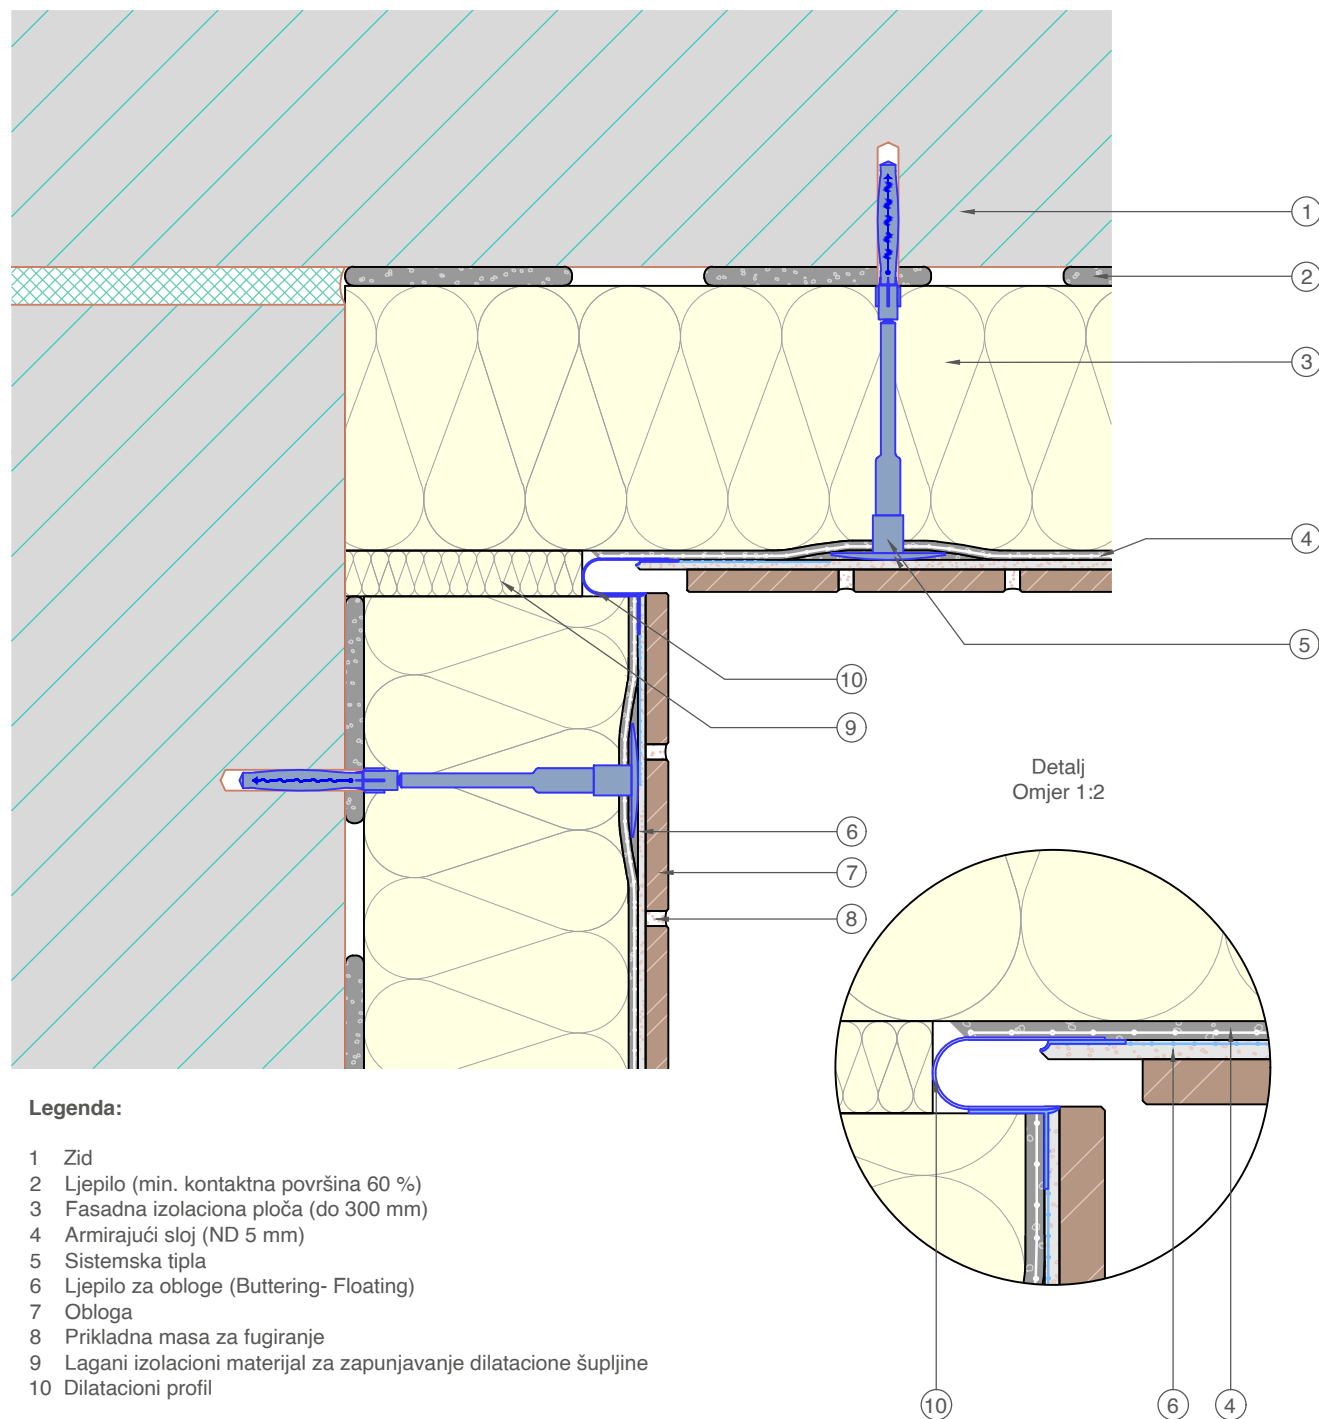 1
2
3
4
5
10
9
Detalj
Omjer 1:2
6
7
8
Legenda:
1 Zid
2 Ljepilo (min. kontaktna površina 60 %)
3 Fasadna izolaciona ploča (do 300 mm)
4 Armirajući sloj (ND 5 mm)
5 Sistemska tipla
6 Ljepilo za obloge (Buttering- Floating)
7 Obloga
8 Prikladna masa za fugiranje
9 Lagani izolacioni materijal za zapunjavanje dilatacione šupljine
10 Dilatacioni profil
10 6 4